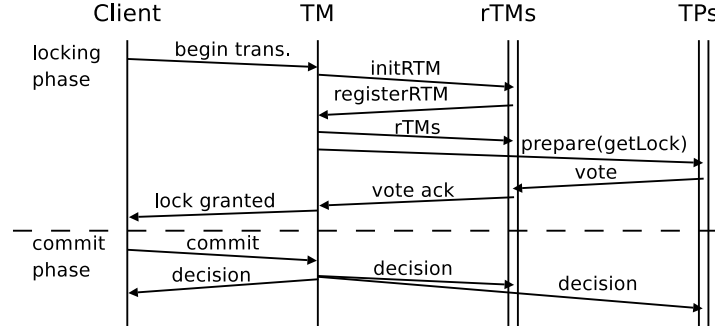 Client TM rTMs TPs
locking
phase
begin trans.
initRTM
registerRTM
rTMs
prepare(getLock)
vote
vote ack
lock granted
commit
phase
commit
decision
decision
decision